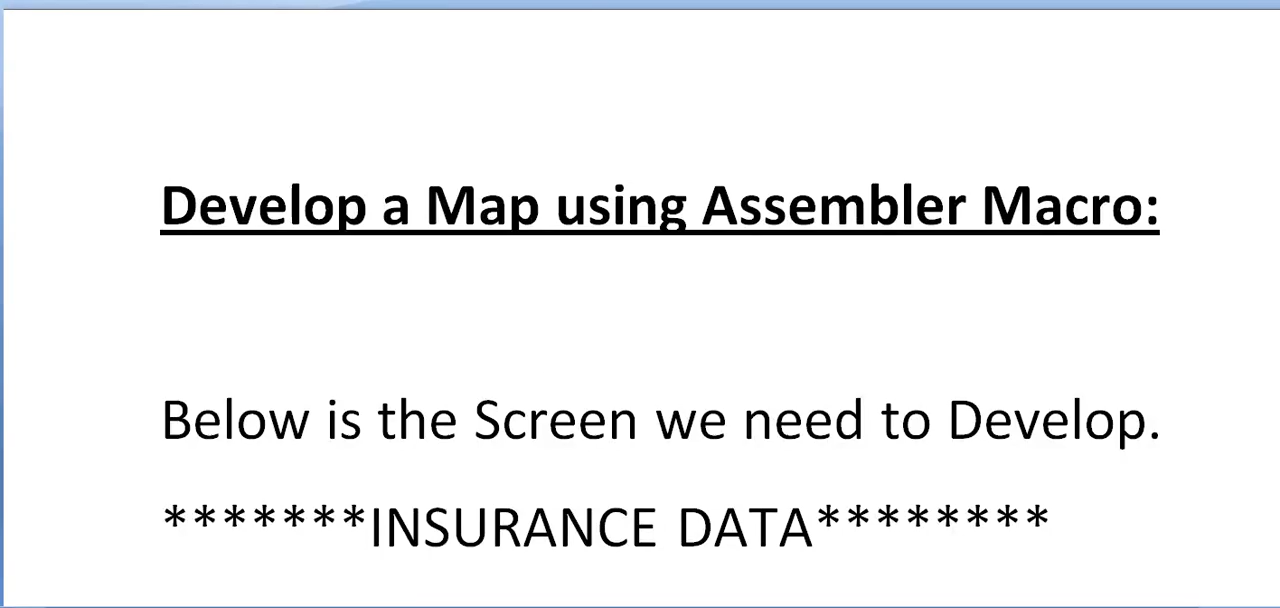 Develop a Map using Assembler Macro:
Below is the Screen we need to Develop.
*******INSURANCE DATA********